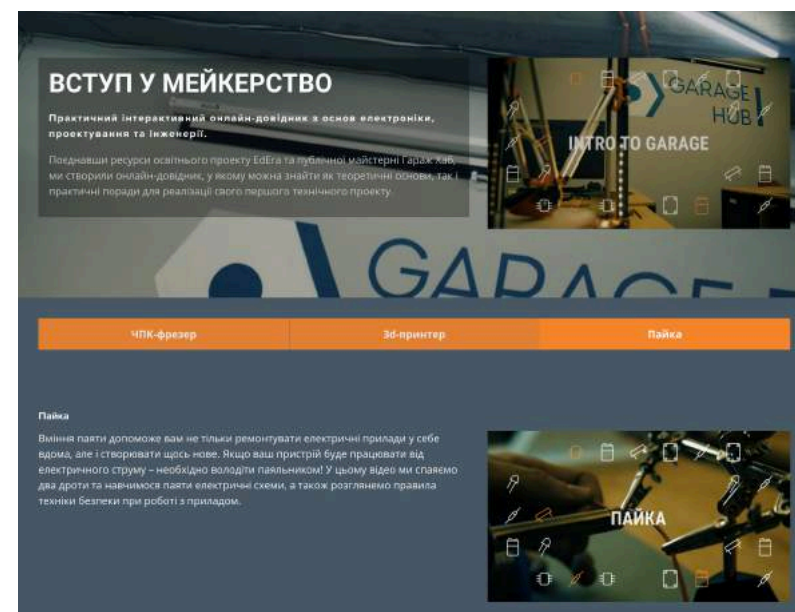 ВСТУП У МЕЙКЕРСТВО
Практичний інтерактивний онлайн-довідник з основ електроніки,
проектування та інженерії.
Поєднавши ресурси освітнього проекту EdEra та публічної майстерні Гараж Хаб,
ми створили онлайн-довідник, у якому можна знайти як теоретичні основи, так і
практичні поради для реалізації свого першого технічного проекту.
GARAGE
HUB
INTRO TO GARAGE
GARAGE
ЧПК-фрезер
3d-принтер
Пайка
Пайка
Вміння паяти допоможе вам не тільки ремонтувати електричні прилади у себе
вдома, але і створювати щось нове. Якщо ваш пристрій буде працювати від
електричного струму – необхідно володіти паяльником! У цьому відео ми спаяємо
два дроти та навчимося паяти електричні схеми, а також розглянемо правила
техніки безпеки при роботі з приладом.
ПАЙКА